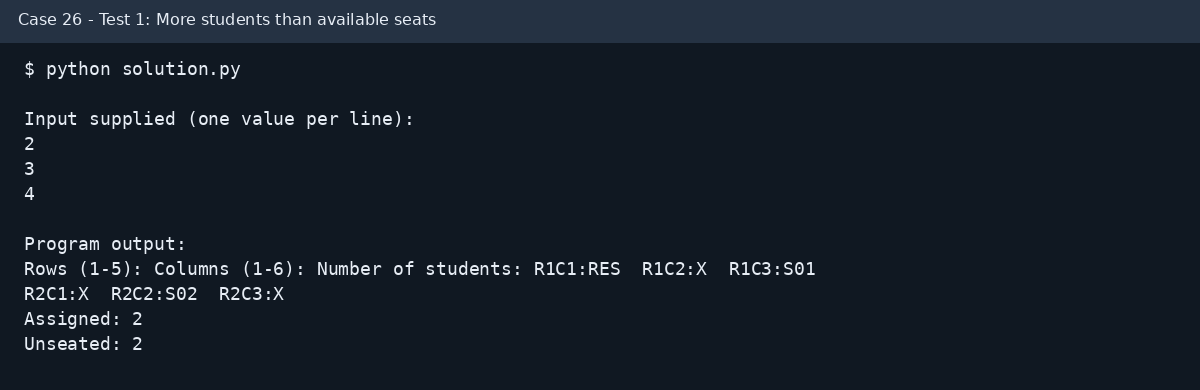 Case 26 - Test 1: More students than available seats
$ python solution.py
Input supplied (one value per line):
2
3
4
Program output:
Rows (1-5): Columns (1-6): Number of students: R1C1:RES  R1C2:X  R1C3:S01
R2C1:X  R2C2:S02  R2C3:X
Assigned: 2
Unseated: 2